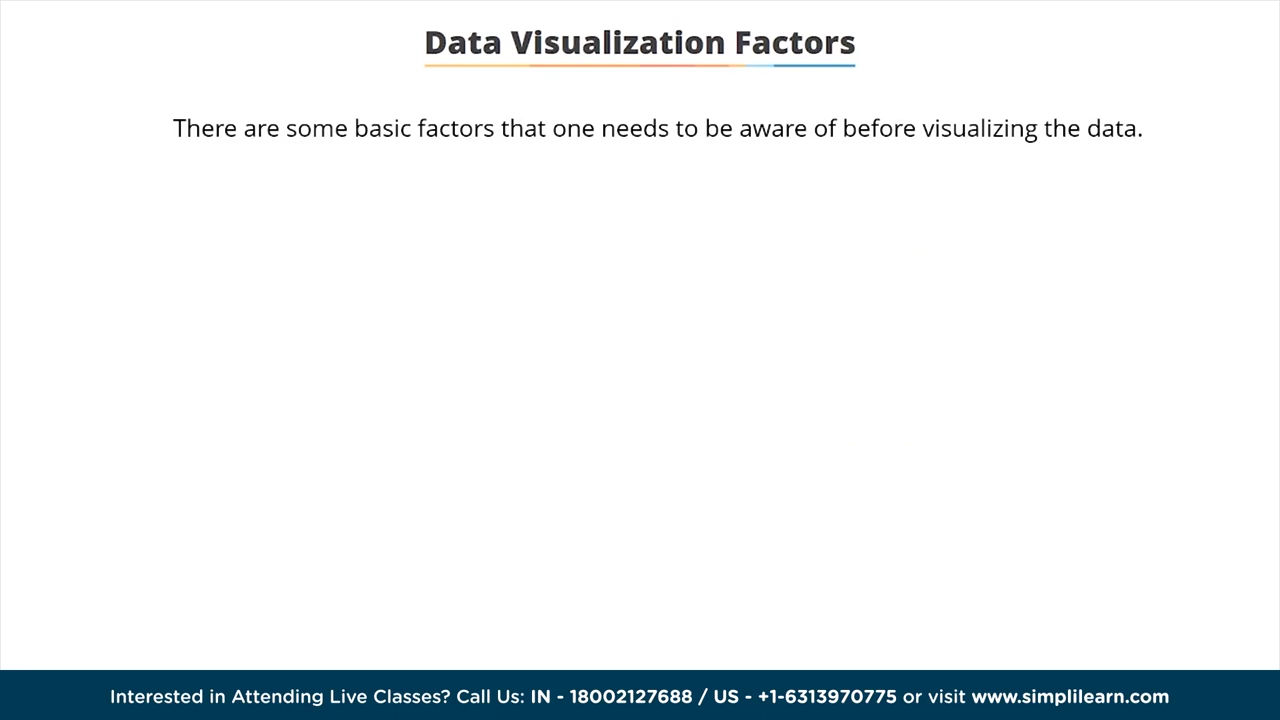 Data Visualization Factors
There are some basic factors that one needs to be aware of before visualizing the data.
Interested in Attending Live Classes? Call Us: IN - 18002127688 / US - +1-6313970775 or visit www.simplilearn.com